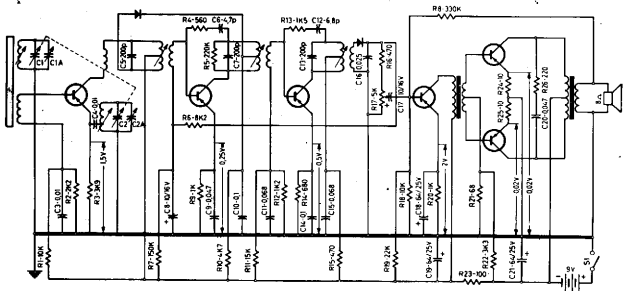 R8-330K
R4-560
C6-4,7p
R13-1K5
C12-6,8p
C1
C1A
C5-200p
R5-200K
C7-200p
C13-200p
C16-0,025
R16-470
R17-5K
C17 10/16V
R24-10
R25-10
R26-220
C20-0,047
8Ω
C4-0,01
C2
C2A
R6-8K2
1,5V
0,25V
0,5V
2V
0,02V
0,02V
C3-0,01
R2-2K2
R3-3K9
C8-10/16V
R9-1K
C9-0,047
C10-0,1
C11-0,068
R12-1K2
R14-680
C14-0,1
C15-0,068
R18-10K
C18-64/25V
R20-1K
R21-68
R1-10K
R7-150K
R10-4K7
R11-15K
R15-470
R19-22K
C19-64/25V
R22-3K3
C21-64/25V
R23-100
9V
S1